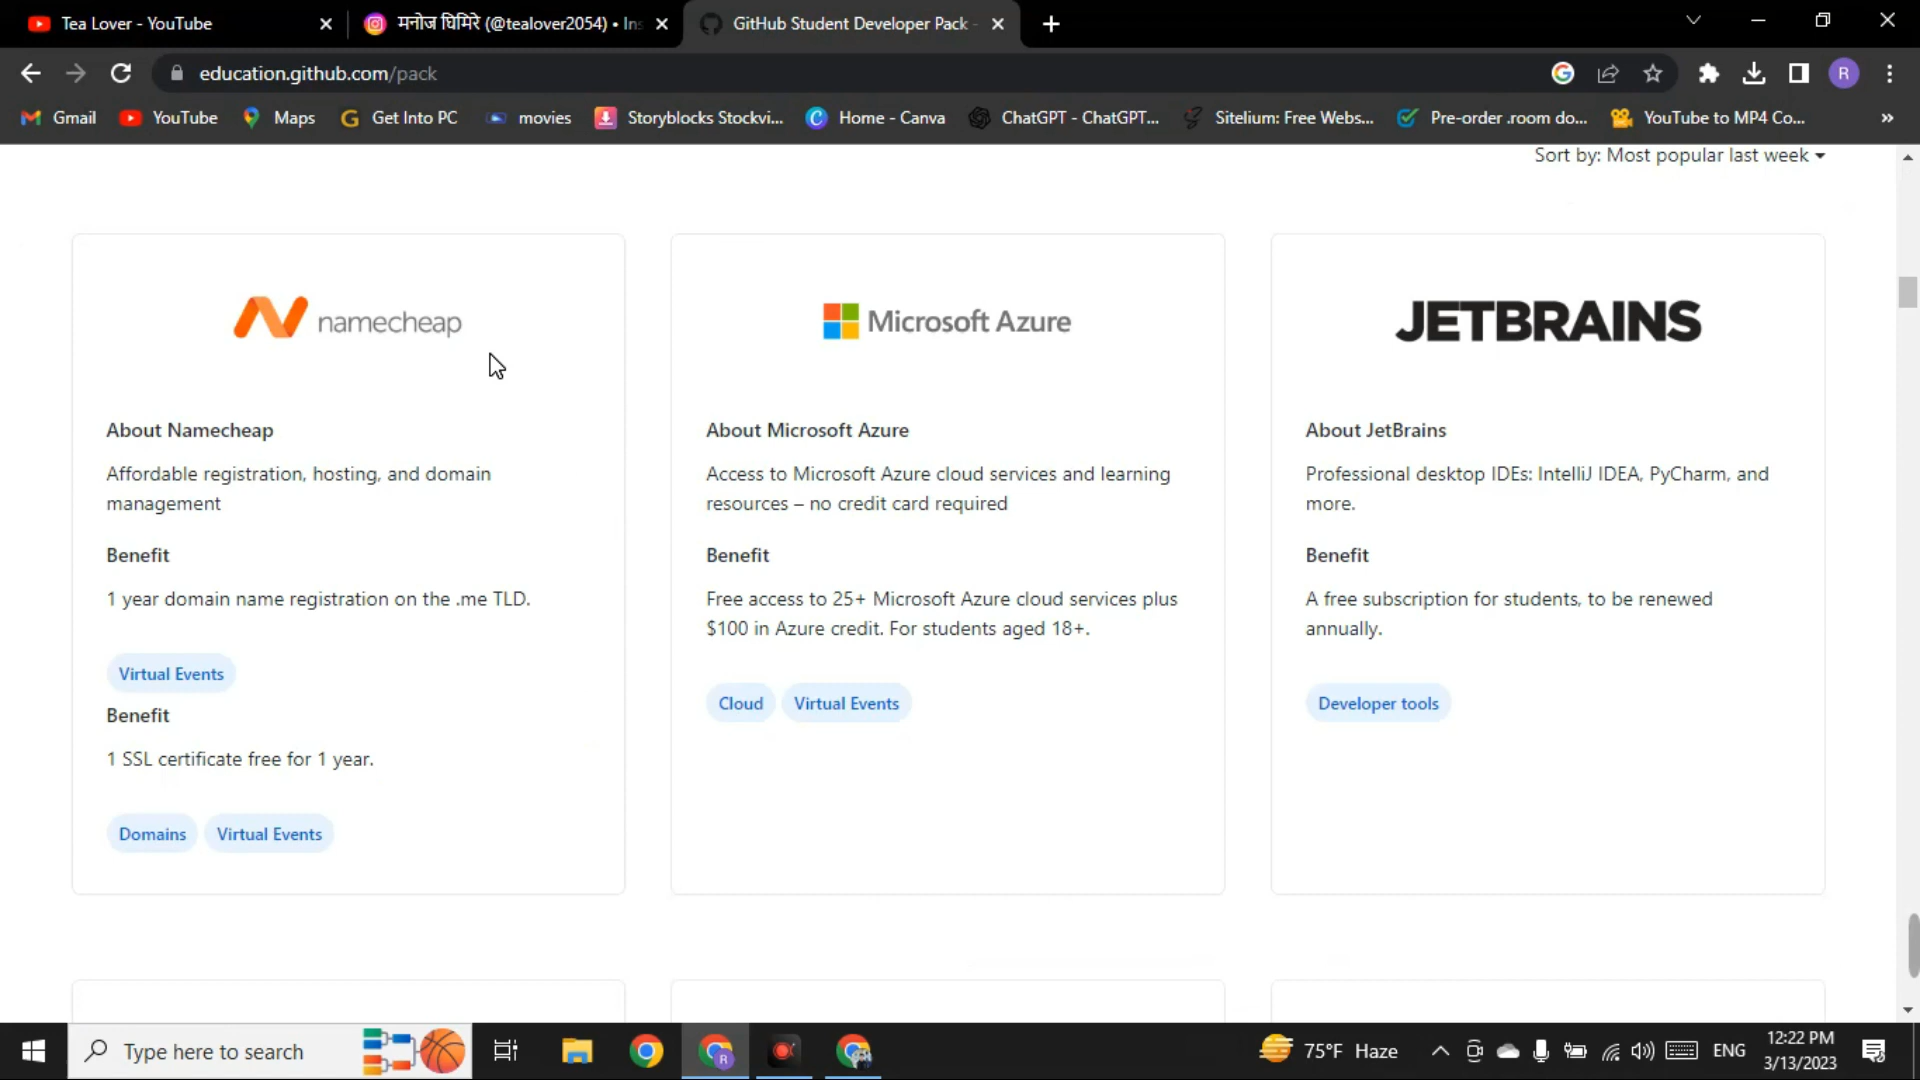 Tea Lover - YouTube
मनोज घिमिरे (@tealover2054) • Ins
GitHub Student Developer Pack -
education.github.com/pack
R
Gmail
YouTube
Maps
Get Into PC
movies
Storyblocks Stockvi...
Home - Canva
ChatGPT - ChatGPT...
Sitelium: Free Webs...
Pre-order .room do...
YouTube to MP4 Co...
»
Sort by: Most popular last week
namecheap
About Namecheap
Affordable registration, hosting, and domain
management
Benefit
1 year domain name registration on the .me TLD.
Virtual Events
Benefit
1 SSL certificate free for 1 year.
Domains
Virtual Events
Microsoft Azure
About Microsoft Azure
Access to Microsoft Azure cloud services and learning
resources – no credit card required
Benefit
Free access to 25+ Microsoft Azure cloud services plus
$100 in Azure credit. For students aged 18+.
Cloud
Virtual Events
JETBRAINS
About JetBrains
Professional desktop IDEs: IntelliJ IDEA, PyCharm, and
more.
Benefit
A free subscription for students, to be renewed
annually.
Developer tools
Type here to search
R
75°F Haze
ENG
12:22 PM
3/13/2023